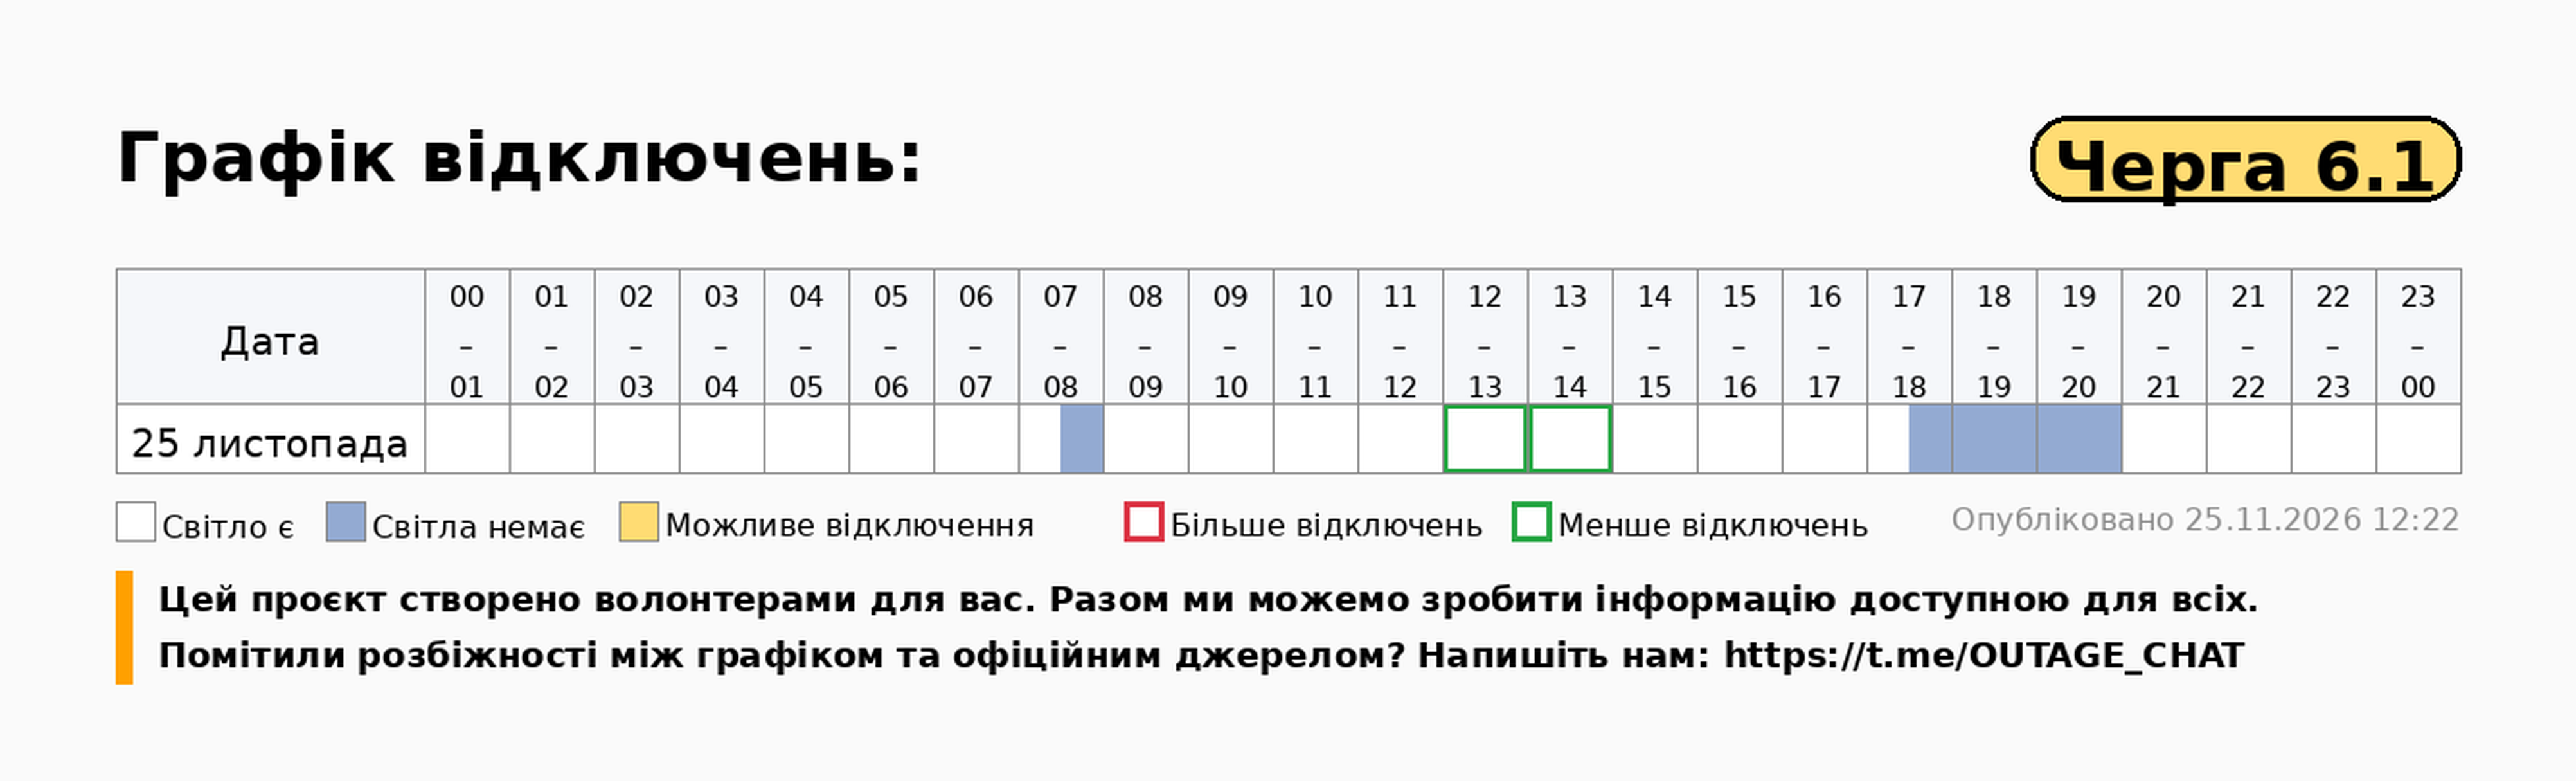 Графік відключень:
Черга 6.1
Дата
00 – 01
01 – 02
02 – 03
03 – 04
04 – 05
05 – 06
06 – 07
07 – 08
08 – 09
09 – 10
10 – 11
11 – 12
12 – 13
13 – 14
14 – 15
15 – 16
16 – 17
17 – 18
18 – 19
19 – 20
20 – 21
21 – 22
22 – 23
23 – 00
25 листопада
Світло є
Світла немає
Можливе відключення
Більше відключень
Менше відключень
Опубліковано 25.11.2026 12:22
Цей проєкт створено волонтерами для вас. Разом ми можемо зробити інформацію доступною для всіх.
Помітили розбіжності між графіком та офіційним джерелом? Напишіть нам: https://t.me/OUTAGE_CHAT